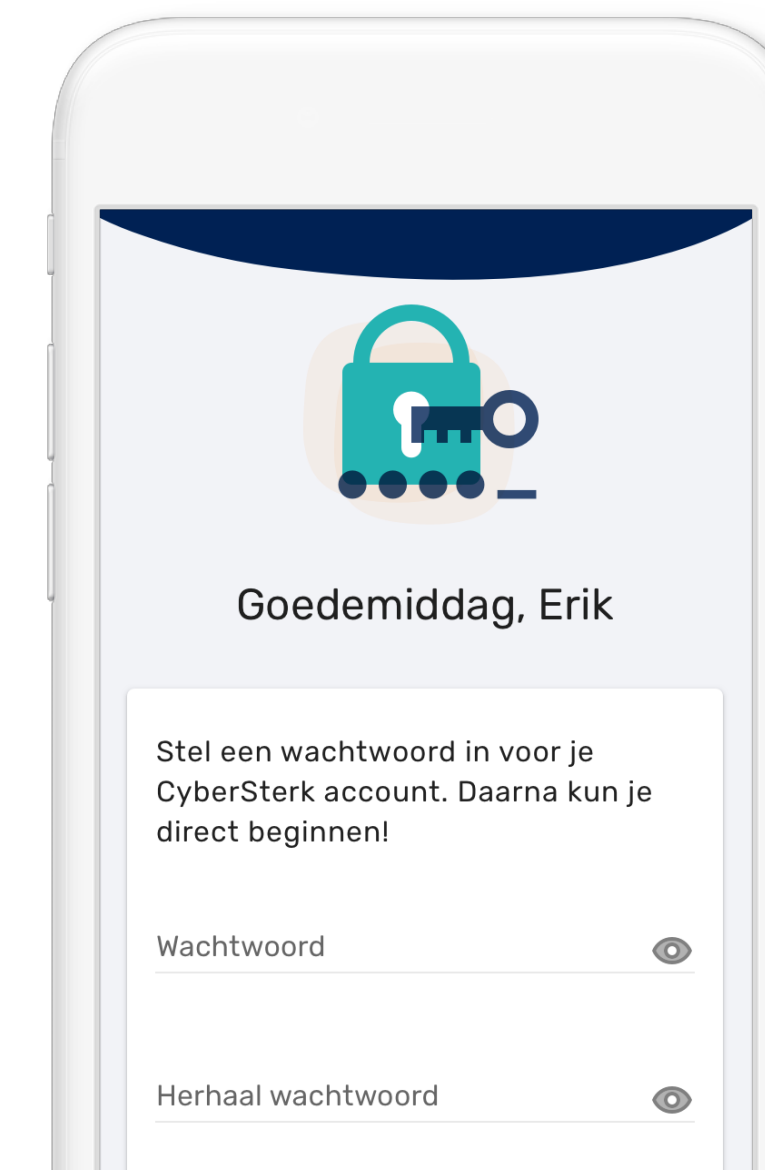 Goedemiddag, Erik
Stel een wachtwoord in voor je
CyberSterk account. Daarna kun je
direct beginnen!
Wachtwoord
Herhaal wachtwoord